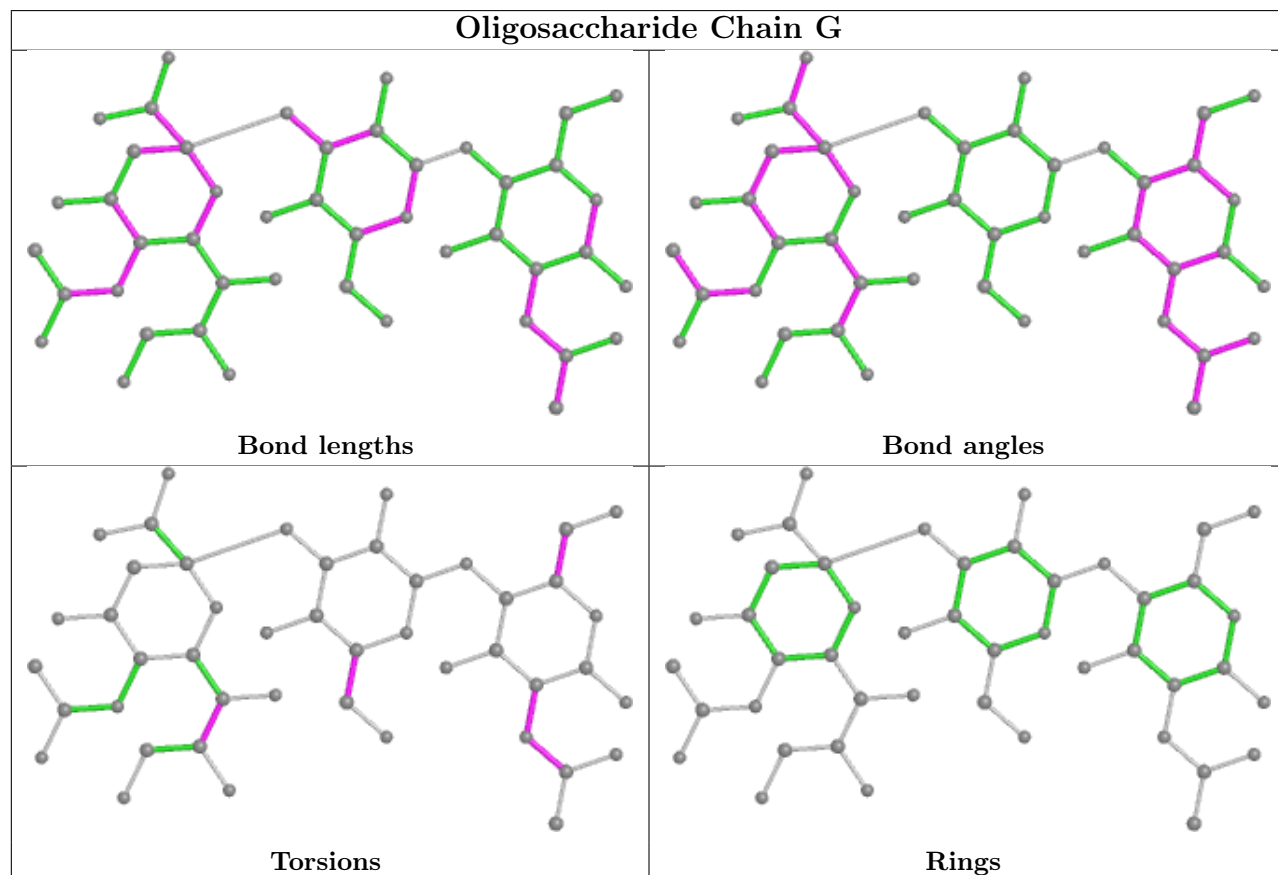 Oligosaccharide Chain G
Bond lengths
Bond angles
Torsions
Rings